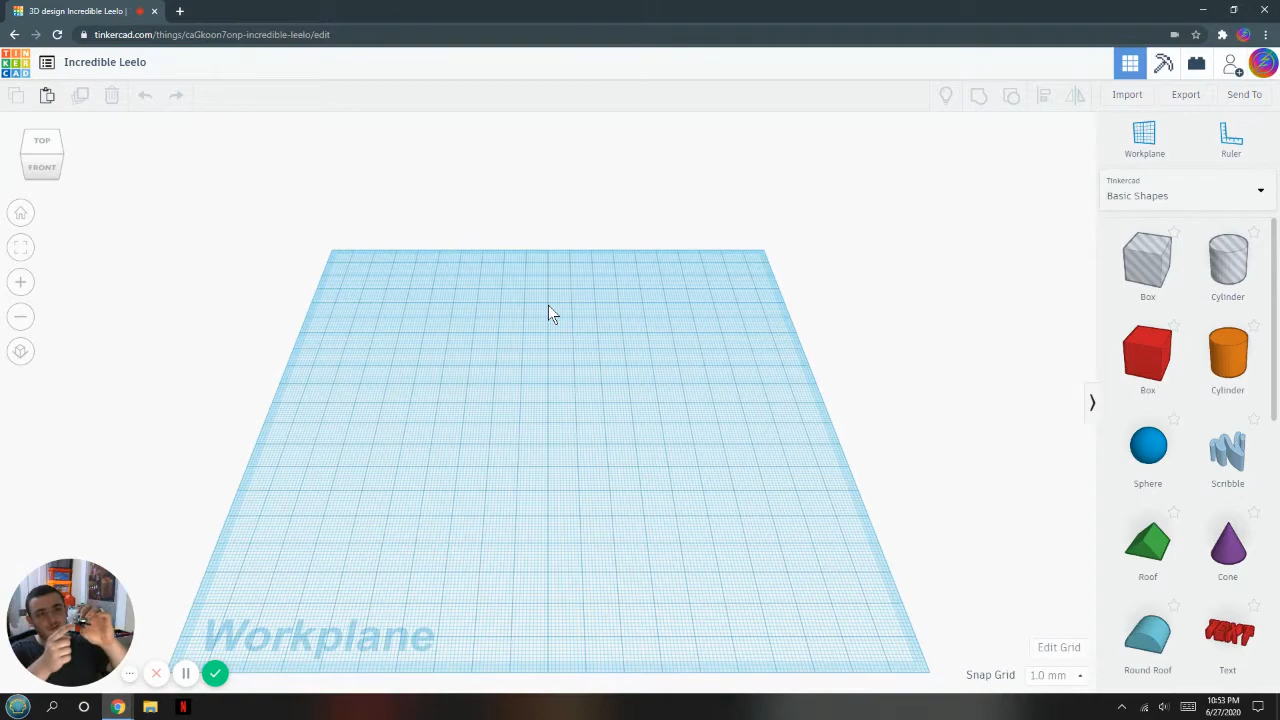 3D design Incredible Leelo |
tinkercad.com/things/caGkoon7onp-incredible-leelo/edit
TIN
KER
CAD
Incredible Leelo
Import
Export
Send To
TOP
FRONT
Workplane
Ruler
Tinkercad
Basic Shapes
Box
Cylinder
Box
Cylinder
Sphere
Scribble
Roof
Cone
TEXT
Round Roof
Text
Workplane
Edit Grid
Snap Grid
1.0 mm
N
10:53 PM
6/27/2020